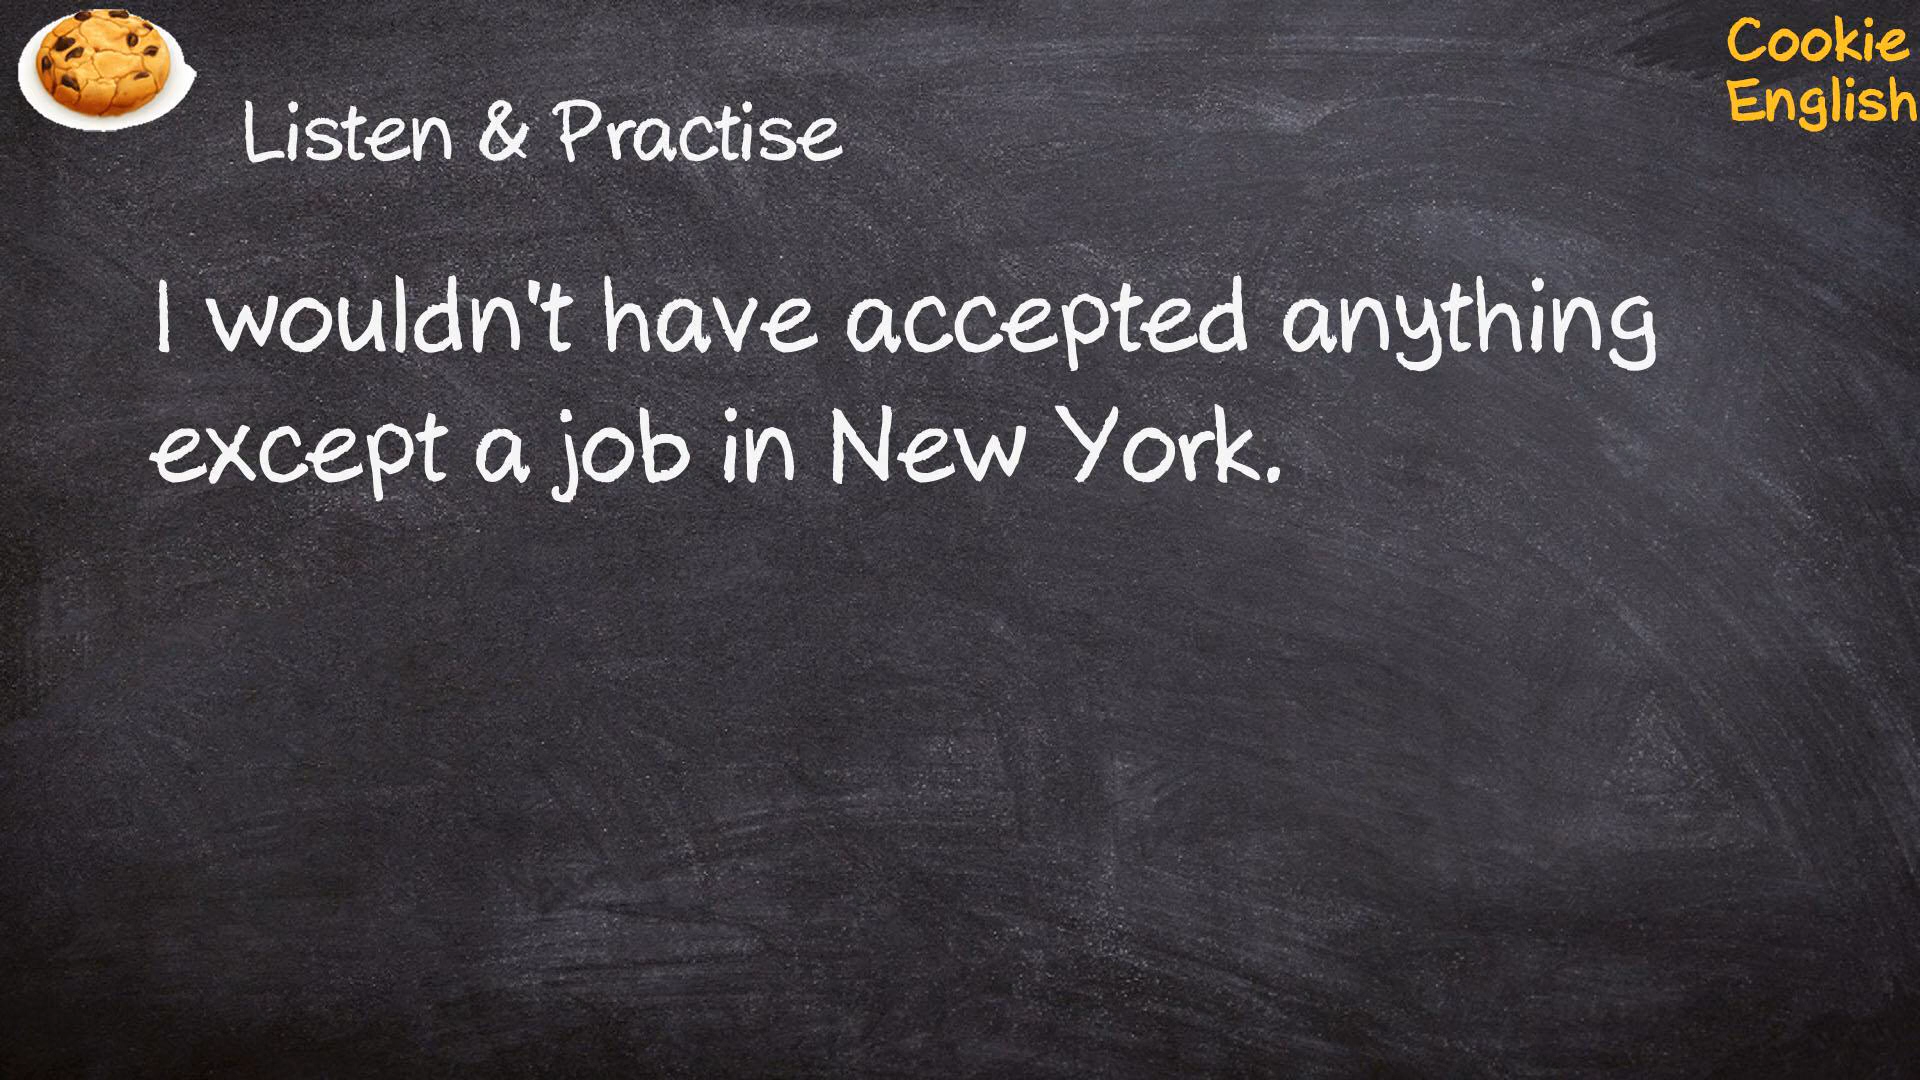 Cookie
English
Listen & Practise
I wouldn't have accepted anything
except a job in New York.